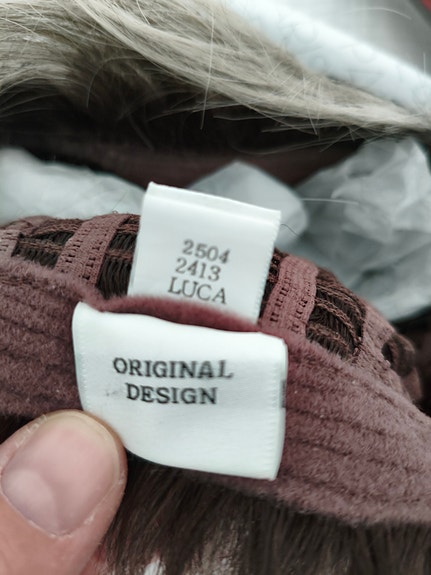 2504
2413
LUCA
ORIGINAL
DESIGN